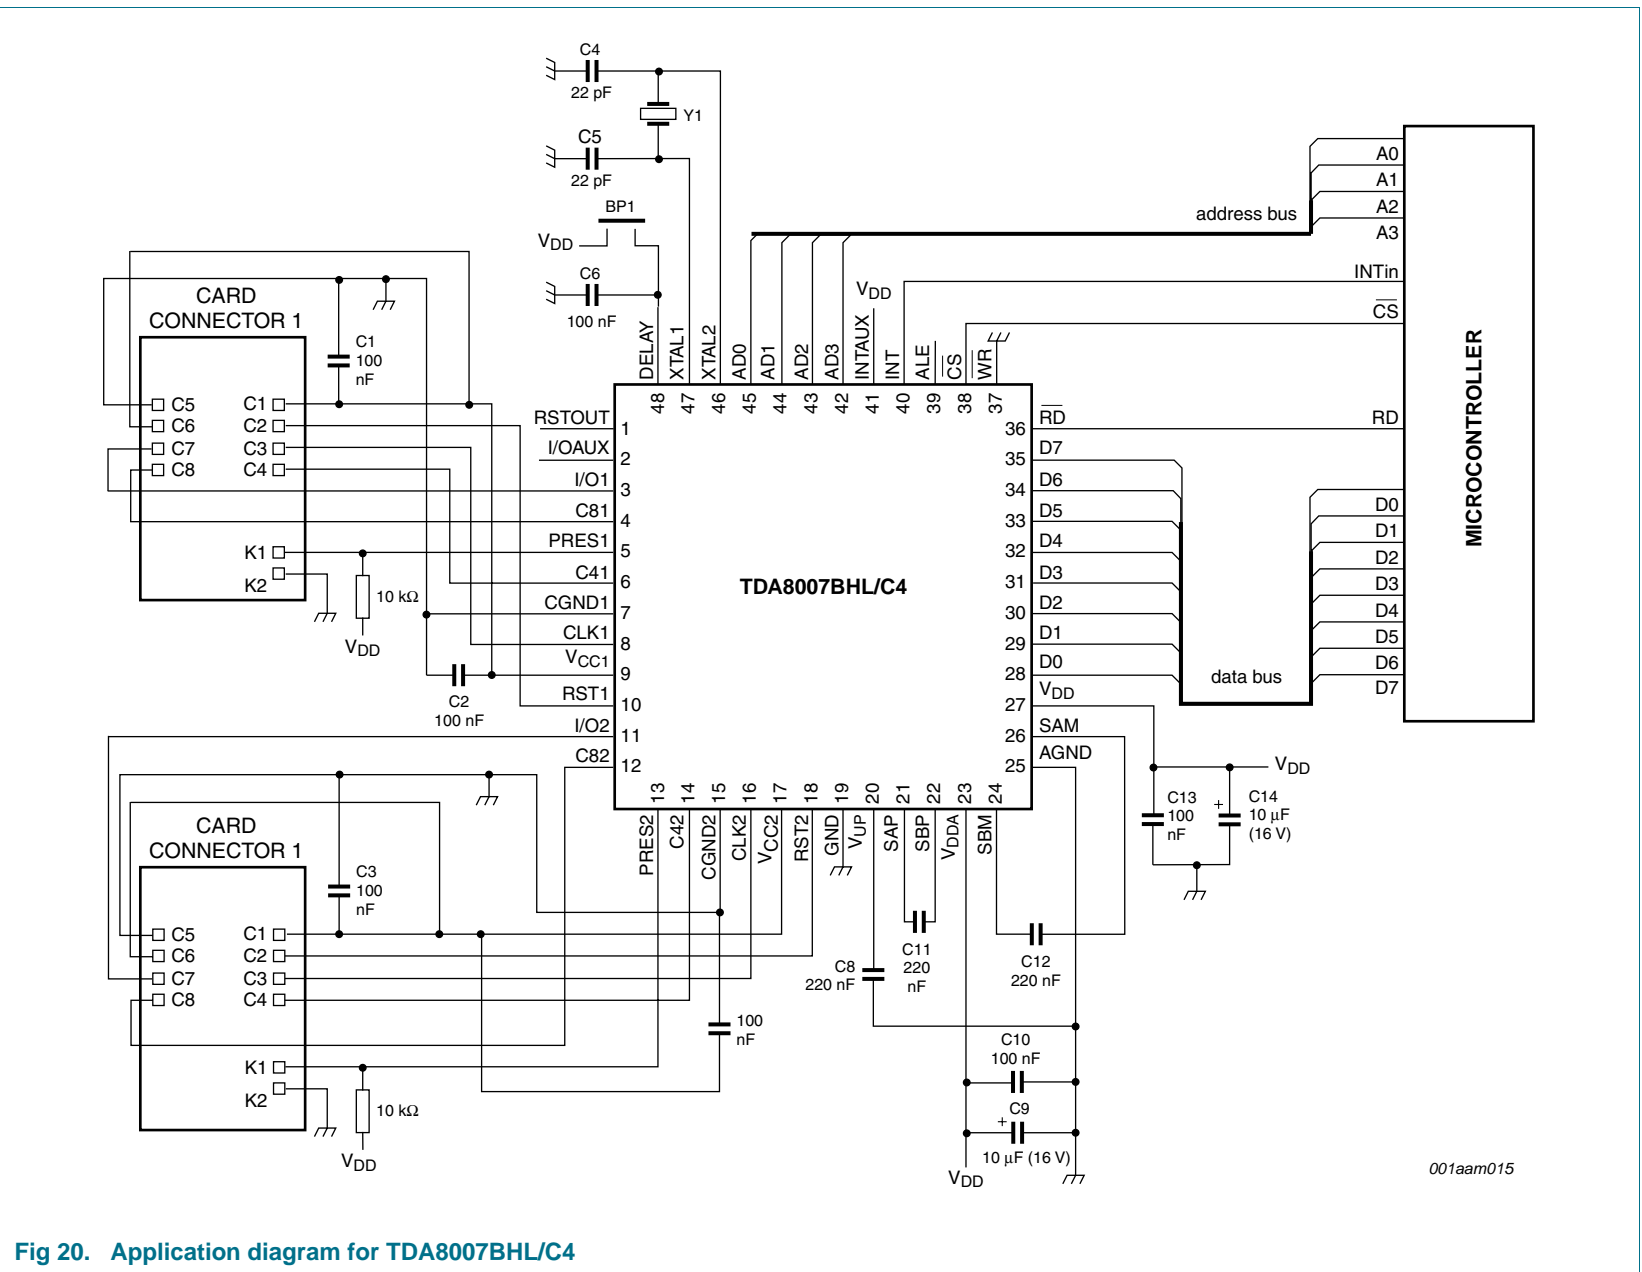 C4
22 pF
Y1
C5
22 pF
BP1
VDD
C6
100 nF
address bus
A0
A1
A2
A3
INTin
CS
RD
D0
D1
D2
D3
D4
D5
D6
D7
MICROCONTROLLER
VDD
DELAY
XTAL1
XTAL2
AD0
AD1
AD2
AD3
INTAUX
INT
ALE
CS
WR
48
47
46
45
44
43
42
41
40
39
38
37
CARD
CONNECTOR 1
C1
100
nF
C5
C6
C7
C8
C1
C2
C3
C4
K1
K2
10 kΩ
VDD
C2
100 nF
RSTOUT
1
I/OAUX
2
I/O1
3
C81
4
PRES1
5
C41
6
CGND1
7
CLK1
8
VCC1
9
RST1
10
I/O2
11
C82
12
TDA8007BHL/C4
36
RD
35
D7
34
D6
33
D5
32
D4
31
D3
30
D2
29
D1
28
D0
27
VDD
26
SAM
25
AGND
data bus
VDD
C13
100
nF
+
C14
10 μF
(16 V)
13
14
15
16
17
18
19
20
21
22
23
24
PRES2
C42
CGND2
CLK2
VCC2
RST2
GND
VUP
SAP
SBP
VDDA
SBM
CARD
CONNECTOR 1
C3
100
nF
C5
C6
C7
C8
C1
C2
C3
C4
K1
K2
10 kΩ
VDD
100
nF
C8
220 nF
C11
220
nF
C12
220 nF
C10
100 nF
C9
+
10 μF (16 V)
VDD
001aam015
Fig 20. Application diagram for TDA8007BHL/C4